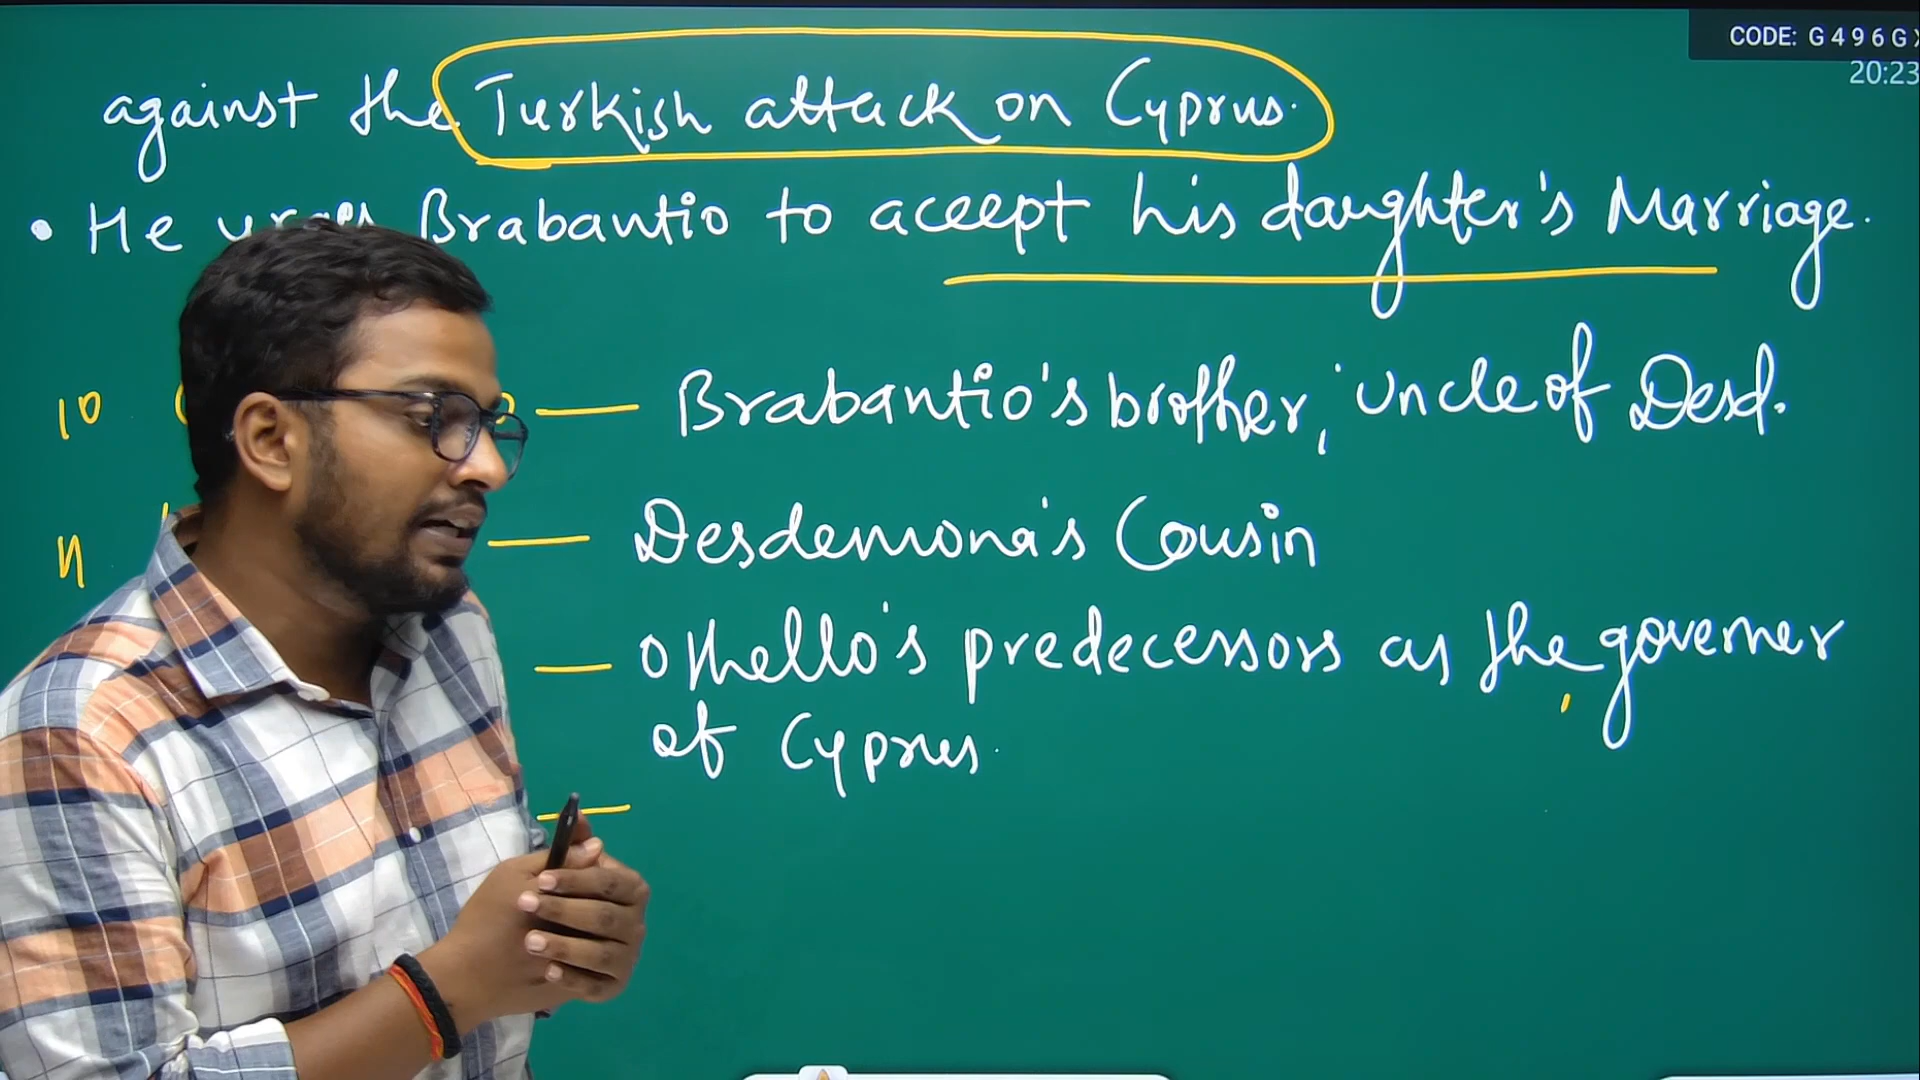 CODE: G496G
20:23
against the Turkish attack on Cyprus.
• He urges Brabantio to accept his daughter's Marriage.
10 — Brabantio's brother, uncle of Desd.
11 — Desdemona's Cousin
— Othello's predecessors as the governer
of Cyprus.
—